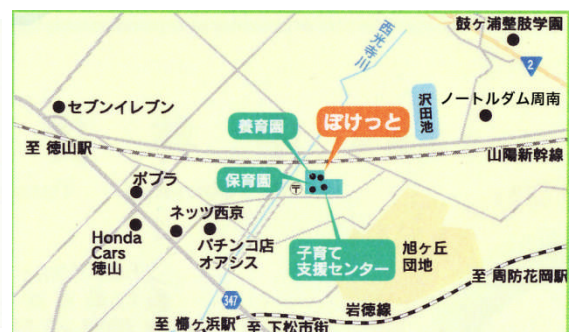 鼓ヶ浦整肢学園
2
西光寺川
沢田池
ノートルダム周南
セブンイレブン
養育園
ぽけっと
至 徳山駅
山陽新幹線
保育園
〒
ポプラ
ネッツ西京
Honda
Cars
徳山
パチンコ店
オアシス
子育て
支援センター
旭ヶ丘
団地
至 周防花岡駅
347
岩徳線
至 櫛ヶ浜駅
至 下松市街